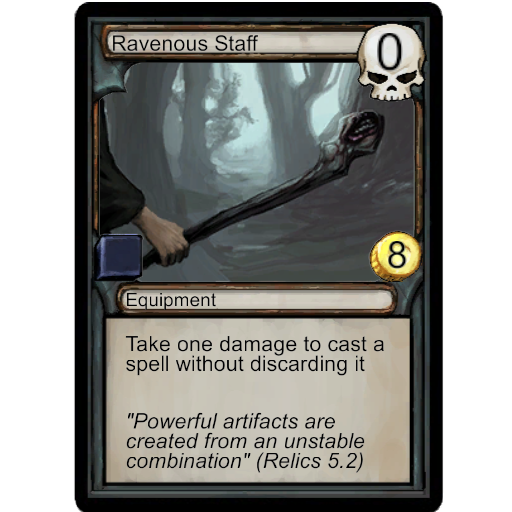 Ravenous Staff
0
8
Equipment
Take one damage to cast a
spell without discarding it
"Powerful artifacts are
created from an unstable
combination" (Relics 5.2)